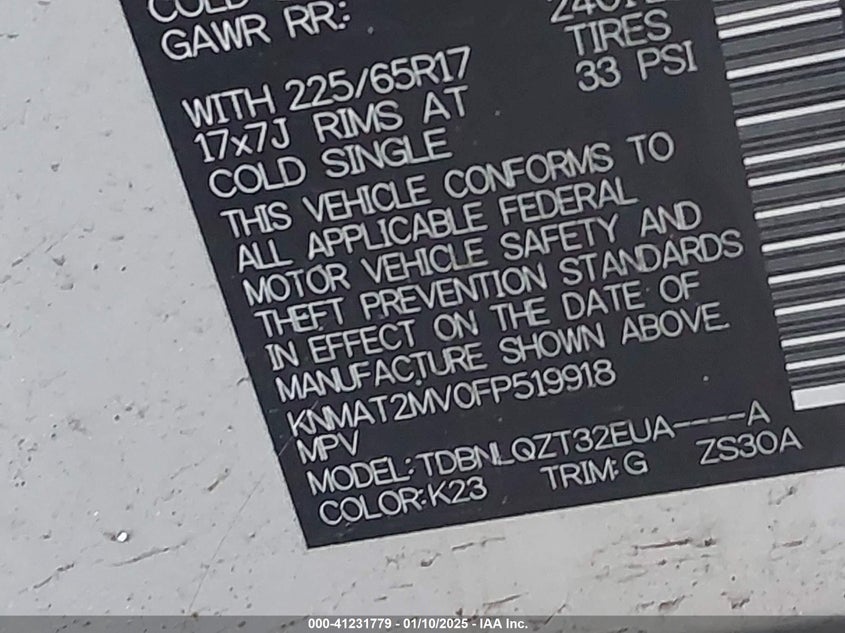 GAWR RR:
TIRES
WITH 225/65R17 33 PSI
17x7J RIMS AT
COLD SINGLE
THIS VEHICLE CONFORMS TO
ALL APPLICABLE FEDERAL
MOTOR VEHICLE SAFETY AND
THEFT PREVENTION STANDARDS
IN EFFECT ON THE DATE OF
MANUFACTURE SHOWN ABOVE.
KNMAT2MV0FP519918
MPV
MODEL:TDBNLQZT32EUA----A
COLOR:K23 TRIM:G ZS30A
000-41231779 - 01/10/2025 - IAA Inc.